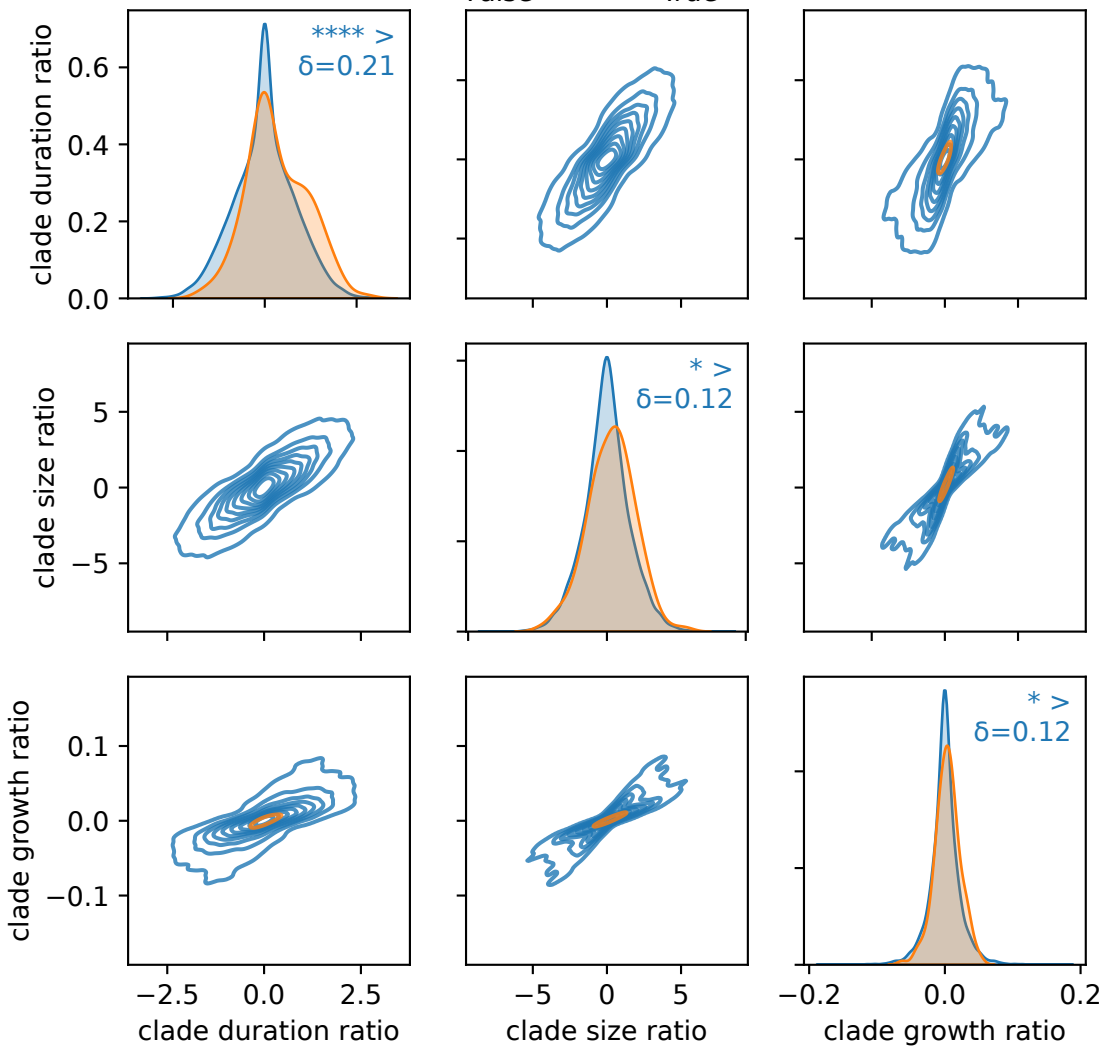 False True
clade duration ratio
0.6
0.4
0.2
0.0
**** >
δ=0.21
clade size ratio
5
0
−5
* >
δ=0.12
clade growth ratio
0.1
0.0
−0.1
* >
δ=0.12
−2.5 0.0 2.5
−5 0 5
−0.2 0.0 0.2
clade duration ratio
clade size ratio
clade growth ratio